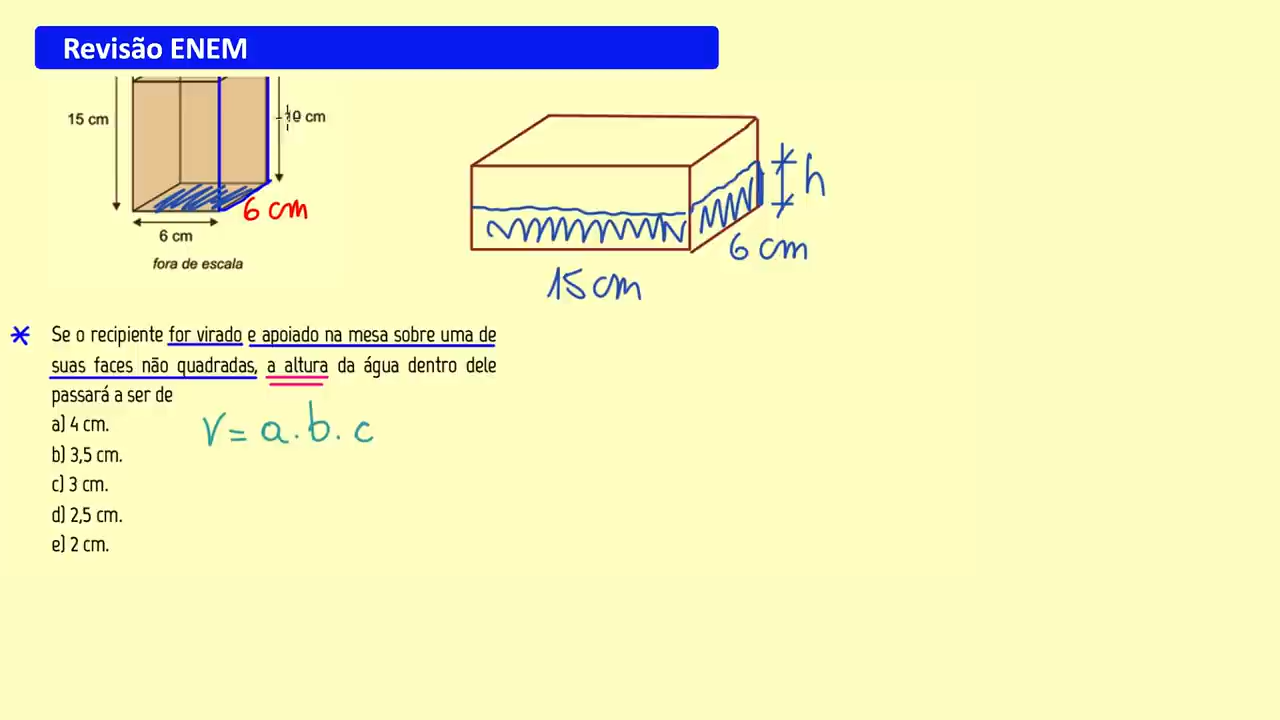 Revisão ENEM
15 cm
10 cm
6 cm
6 cm
fora de escala
h
6 cm
15 cm
* Se o recipiente for virado e apoiado na mesa sobre uma de
suas faces não quadradas, a altura da água dentro dele
passará a ser de
a) 4 cm.
V = a . b . c
b) 3,5 cm.
c) 3 cm.
d) 2,5 cm.
e) 2 cm.